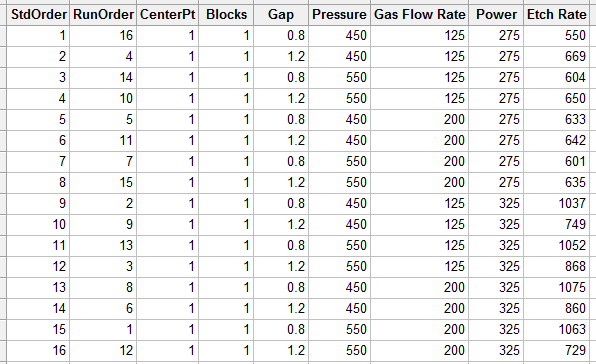 StdOrder RunOrder CenterPt Blocks Gap Pressure Gas Flow Rate Power Etch Rate
1 16 1 1 0.8 450 125 275 550
2 4 1 1 1.2 450 125 275 669
3 14 1 1 0.8 550 125 275 604
4 10 1 1 1.2 550 125 275 650
5 5 1 1 0.8 450 200 275 633
6 11 1 1 1.2 450 200 275 642
7 7 1 1 0.8 550 200 275 601
8 15 1 1 1.2 550 200 275 635
9 2 1 1 0.8 450 125 325 1037
10 9 1 1 1.2 450 125 325 749
11 13 1 1 0.8 550 125 325 1052
12 3 1 1 1.2 550 125 325 868
13 8 1 1 0.8 450 200 325 1075
14 6 1 1 1.2 450 200 325 860
15 1 1 1 0.8 550 200 325 1063
16 12 1 1 1.2 550 200 325 729